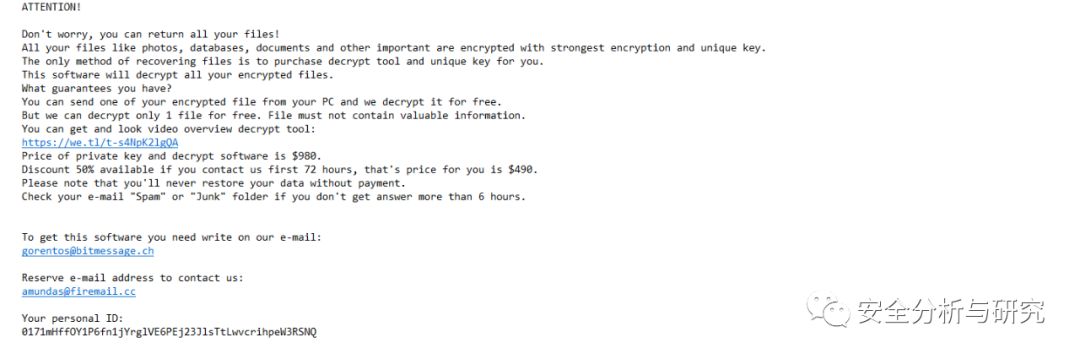 ATTENTION!
Don't worry, you can return all your files!
All your files like photos, databases, documents and other important are encrypted with strongest encryption and unique key.
The only method of recovering files is to purchase decrypt tool and unique key for you.
This software will decrypt all your encrypted files.
What guarantees you have?
You can send one of your encrypted file from your PC and we decrypt it for free.
But we can decrypt only 1 file for free. File must not contain valuable information.
You can get and look video overview decrypt tool:
https://we.tl/t-s4NpK2lgQA
Price of private key and decrypt software is $980.
Discount 50% available if you contact us first 72 hours, that's price for you is $490.
Please note that you'll never restore your data without payment.
Check your e-mail "Spam" or "Junk" folder if you don't get answer more than 6 hours.
To get this software you need write on our e-mail:
gorentos@bitmessage.ch
Reserve e-mail address to contact us:
amundas@firemail.cc
Your personal ID:
0171mHffOY1P6fn1jYrglVE6PEj23JlsTtLwvcrihpeW3RSNQ
安全分析与研究